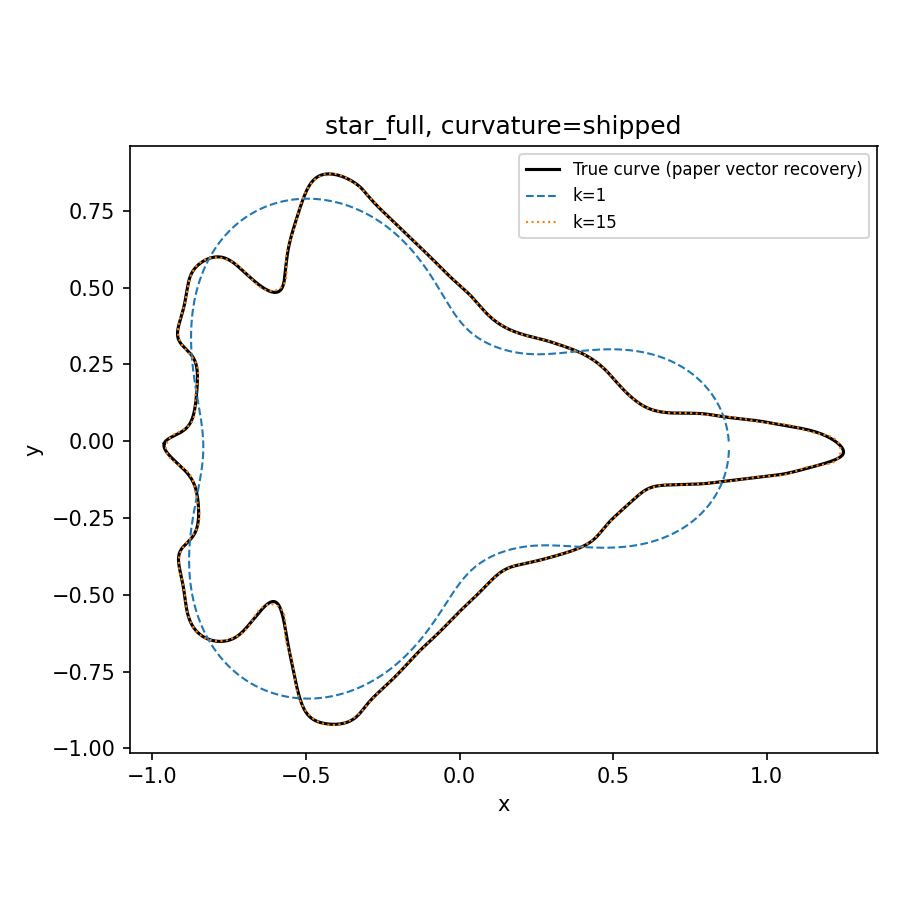 star_full, curvature=shipped
True curve (paper vector recovery)
k=1
k=15
0.75
0.50
0.25
0.00
−0.25
−0.50
−0.75
−1.00
y
−1.0
−0.5
0.0
0.5
1.0
x